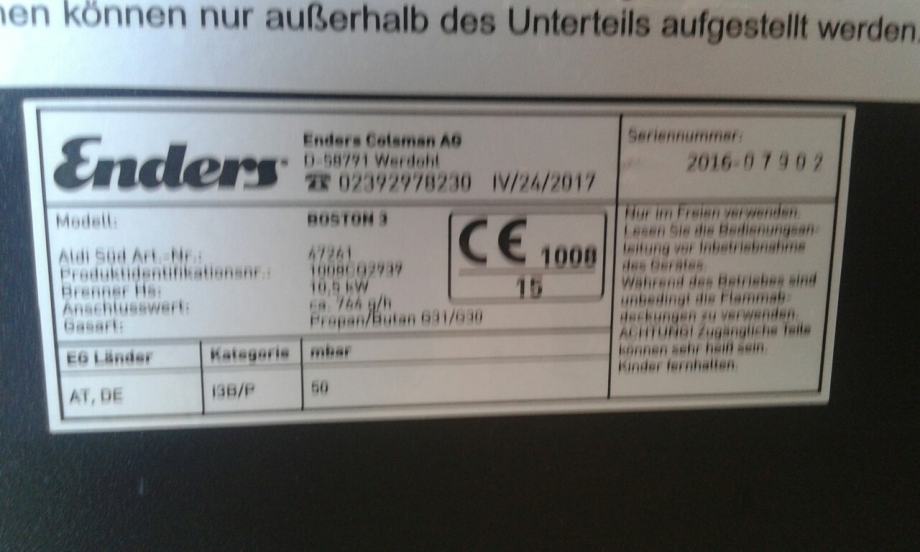 nen können nur außerhalb des Unterteils aufgestellt werden.
Enders
Enders Colsman AG
D-58791 Werdohl
☎ 02392978230 IV/24/2017
Seriennummer:
2016-07902
Modell: BOSTON 3
Aldi Süd Art.-Nr.: 47261
Produktidentifikationsnr.: 1008CQ2939
Brenner Hs: 10,5 kW
Anschlusswert: ca. 764 g/h
Gasart: Propan/Butan G31/G30
CE 1008
15
EG Länder Kategorie mbar
AT, DE I3B/P 50
Nur im Freien verwenden.
Lesen Sie die Bedienungsan-
leitung vor Inbetriebnahme
des Gerätes.
Während des Betriebes sind
unbedingt die Flammab-
deckungen zu verwenden.
ACHTUNG! Zugängliche Teile
können sehr heiß sein.
Kinder fernhalten.